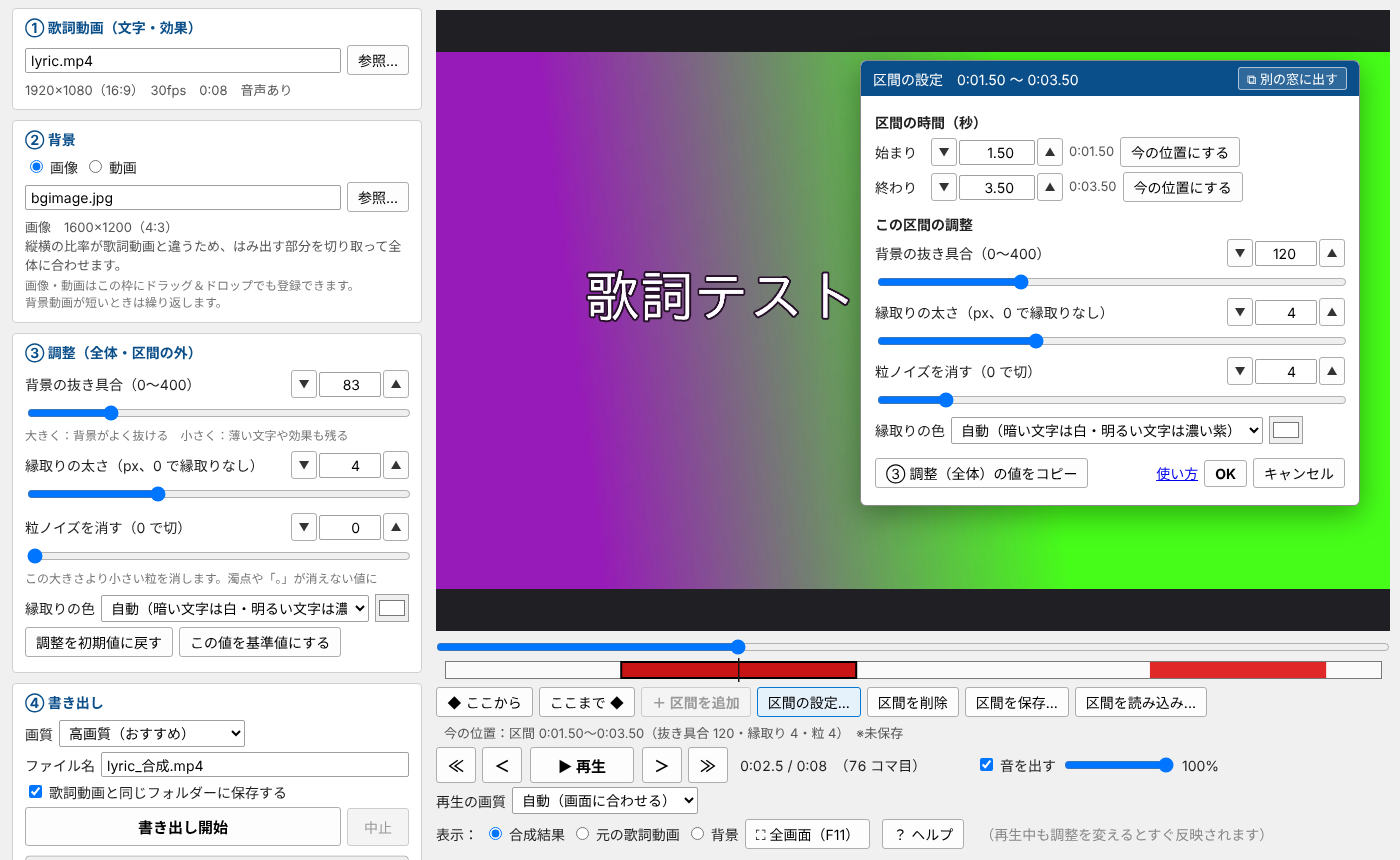 ① 歌詞動画（文字・効果）
lyric.mp4
参照...
1920×1080（16:9） 30fps 0:08 音声あり
② 背景
画像 動画
bgimage.jpg
参照...
画像 1600×1200（4:3）
縦横の比率が歌詞動画と違うため、はみ出す部分を切り取って全
体に合わせます。
画像・動画はこの枠にドラッグ＆ドロップでも登録できます。
背景動画が短いときは繰り返します。
③ 調整（全体・区間の外）
背景の抜き具合（0〜400） ▼ 83 ▲
大きく：背景がよく抜ける 小さく：薄い文字や効果も残る
縁取りの太さ（px、0 で縁取りなし） ▼ 4 ▲
粒ノイズを消す（0 で切） ▼ 0 ▲
この大きさより小さい粒を消します。濁点や「。」が消えない値に
縁取りの色 自動（暗い文字は白・明るい文字は濃
調整を初期値に戻す この値を基準値にする
④ 書き出し
画質 高画質（おすすめ）
ファイル名 lyric_合成.mp4
歌詞動画と同じフォルダーに保存する
書き出し開始 中止
歌詞テスト
区間の設定 0:01.50 〜 0:03.50 ⧉ 別の窓に出す
区間の時間（秒）
始まり ▼ 1.50 ▲ 0:01.50 今の位置にする
終わり ▼ 3.50 ▲ 0:03.50 今の位置にする
この区間の調整
背景の抜き具合（0〜400） ▼ 120 ▲
縁取りの太さ（px、0 で縁取りなし） ▼ 4 ▲
粒ノイズを消す（0 で切） ▼ 4 ▲
縁取りの色 自動（暗い文字は白・明るい文字は濃い紫）
③ 調整（全体）の値をコピー 使い方 OK キャンセル
◆ ここから ここまで ◆ ＋ 区間を追加 区間の設定... 区間を削除 区間を保存... 区間を読み込み...
今の位置：区間 0:01.50〜0:03.50（抜き具合 120・縁取り 4・粒 4） ※未保存
≪ < ▶ 再生 > ≫ 0:02.5 / 0:08 （76 コマ目） 音を出す 100%
再生の画質 自動（画面に合わせる）
表示： 合成結果 元の歌詞動画 背景 ⛶ 全画面（F11） ？ ヘルプ （再生中も調整を変えるとすぐ反映されます）